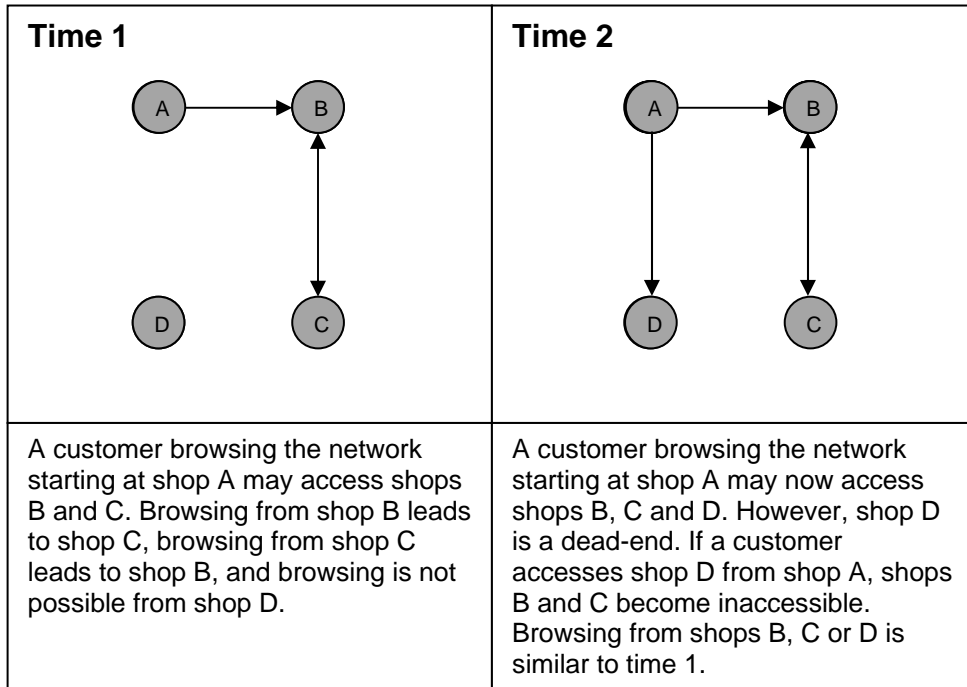 Time 1
A
B
D
C
A customer browsing the network
starting at shop A may access shops
B and C. Browsing from shop B leads
to shop C, browsing from shop C
leads to shop B, and browsing is not
possible from shop D.
Time 2
A
B
D
C
A customer browsing the network
starting at shop A may now access
shops B, C and D. However, shop D
is a dead-end. If a customer
accesses shop D from shop A, shops
B and C become inaccessible.
Browsing from shops B, C or D is
similar to time 1.